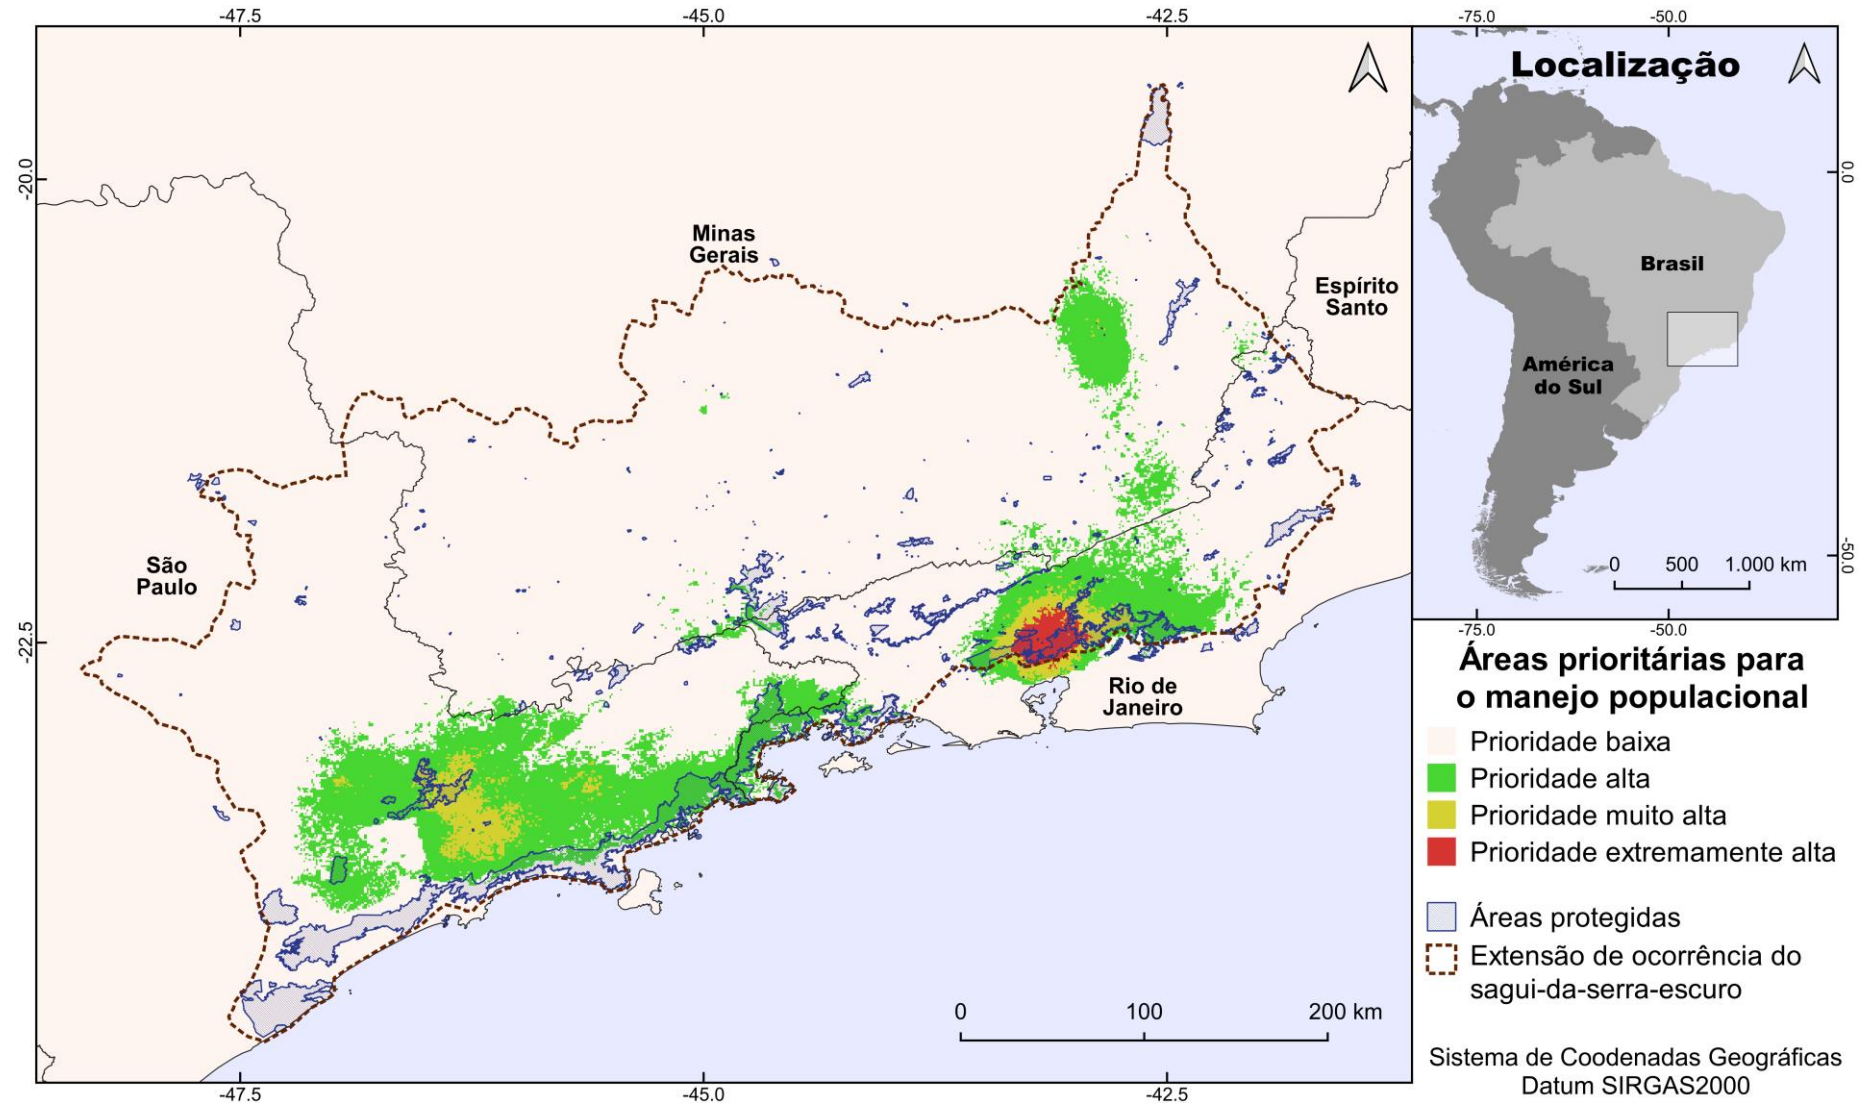 -47.5
-45.0
-42.5
-20.0
-22.5
Minas
Gerais
Espírito
Santo
São
Paulo
Rio de
Janeiro
0
100
200 km
-47.5
-45.0
-42.5
-75.0
-50.0
Localização
0.0
Brasil
América
do Sul
0
500
1.000 km
-50.0
-75.0
-50.0
Áreas prioritárias para
o manejo populacional
Prioridade baixa
Prioridade alta
Prioridade muito alta
Prioridade extremamente alta
Áreas protegidas
Extensão de ocorrência do
sagui-da-serra-escuro
Sistema de Coodenadas Geográficas
Datum SIRGAS2000